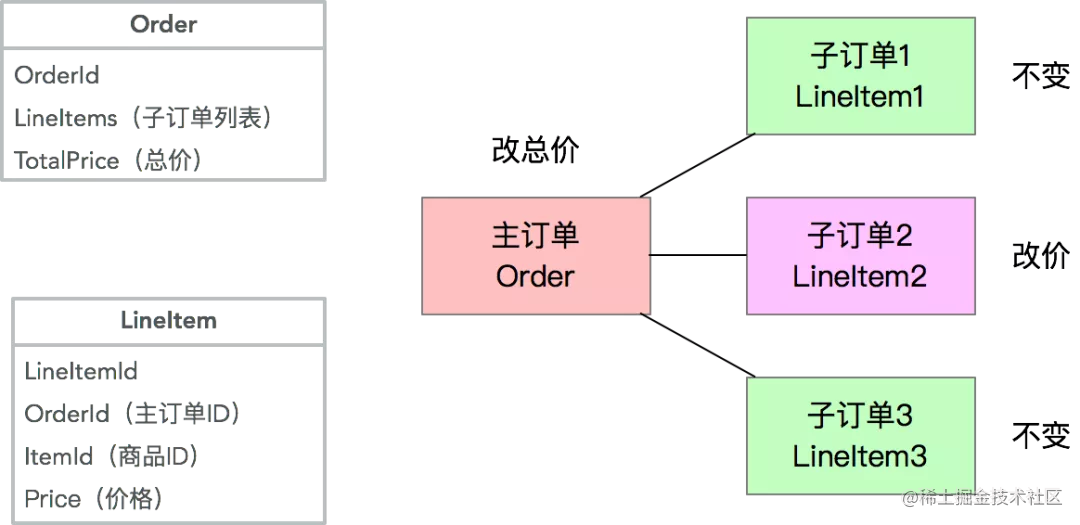 Order
OrderId
LineItems（子订单列表）
TotalPrice（总价）
LineItem
LineItemId
OrderId（主订单ID）
ItemId（商品ID）
Price（价格）
改总价
主订单
Order
子订单1
LineItem1
不变
子订单2
LineItem2
改价
子订单3
LineItem3
不变
@稀土掘金技术社区